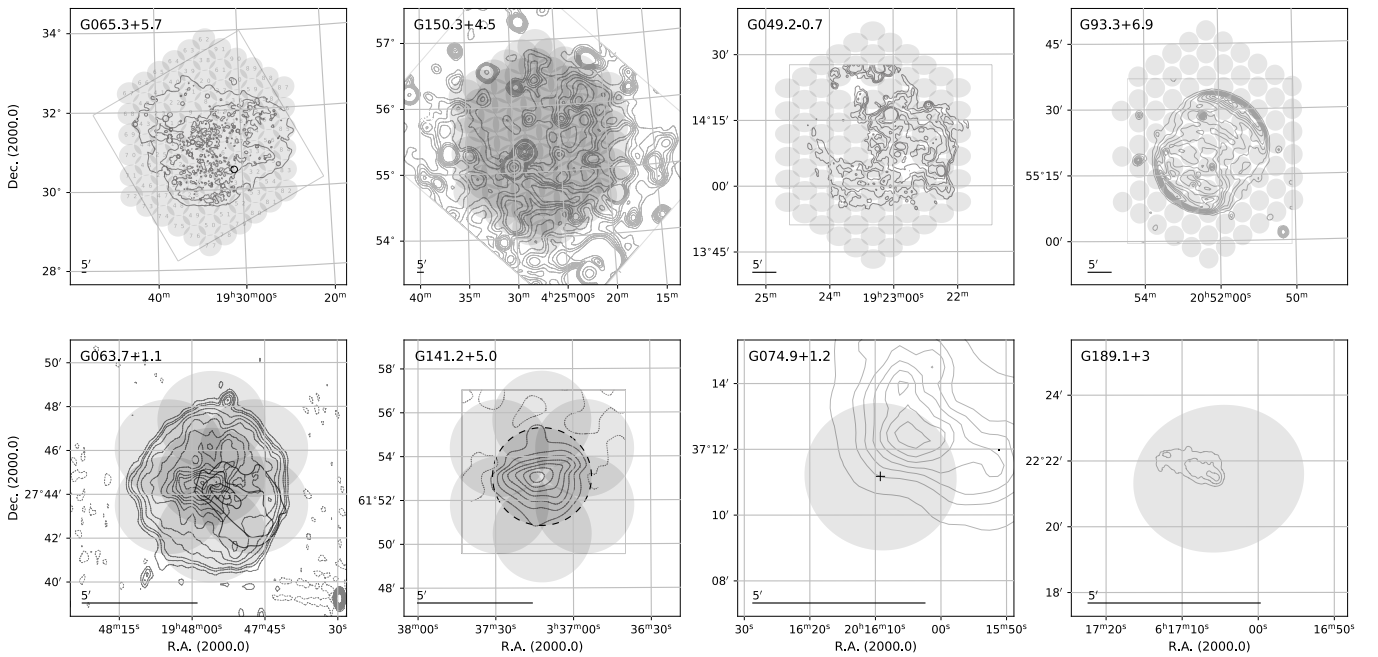 G065.3+5.7
34°
32°
30°
28°
Dec. (2000.0)
5′
40ᵐ
19ʰ30ᵐ00ˢ
20ᵐ
G150.3+4.5
57°
56°
55°
54°
5′
40ᵐ
35ᵐ
30ᵐ
4ʰ25ᵐ00ˢ
20ᵐ
15ᵐ
G049.2-0.7
30′
14°15′
00′
13°45′
5′
25ᵐ
24ᵐ
19ʰ23ᵐ00ˢ
22ᵐ
G93.3+6.9
45′
30′
55°15′
00′
5′
54ᵐ
20ʰ52ᵐ00ˢ
50ᵐ
G063.7+1.1
50′
48′
46′
27°44′
42′
40′
Dec. (2000.0)
5′
48ᵐ15ˢ
19ʰ48ᵐ00ˢ
47ᵐ45ˢ
30ˢ
R.A. (2000.0)
G141.2+5.0
58′
56′
54′
61°52′
50′
48′
5′
38ᵐ00ˢ
37ᵐ30ˢ
3ʰ37ᵐ00ˢ
36ᵐ30ˢ
R.A. (2000.0)
G074.9+1.2
14′
37°12′
10′
08′
5′
30ˢ
16ᵐ20ˢ
20ʰ16ᵐ10ˢ
00ˢ
15ᵐ50ˢ
R.A. (2000.0)
G189.1+3
24′
22°22′
20′
18′
5′
17ᵐ20ˢ
6ʰ17ᵐ10ˢ
00ˢ
16ᵐ50ˢ
R.A. (2000.0)